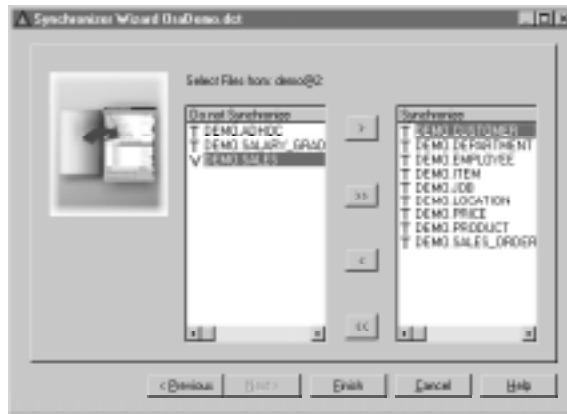 Synchronizer Wizard OraDemo.dct
Select Files from: demo@2:
Do not Synchronize
T DEMO.ADHOC
T DEMO.SALARY_GRAD
V DEMO.SALES
>
>>
<
<<
Synchronize
T DEMO.CUSTOMER
T DEMO.DEPARTMENT
T DEMO.EMPLOYEE
T DEMO.ITEM
T DEMO.JOB
T DEMO.LOCATION
T DEMO.PRICE
T DEMO.PRODUCT
T DEMO.SALES_ORDER
< Previous
Next >
Finish
Cancel
Help